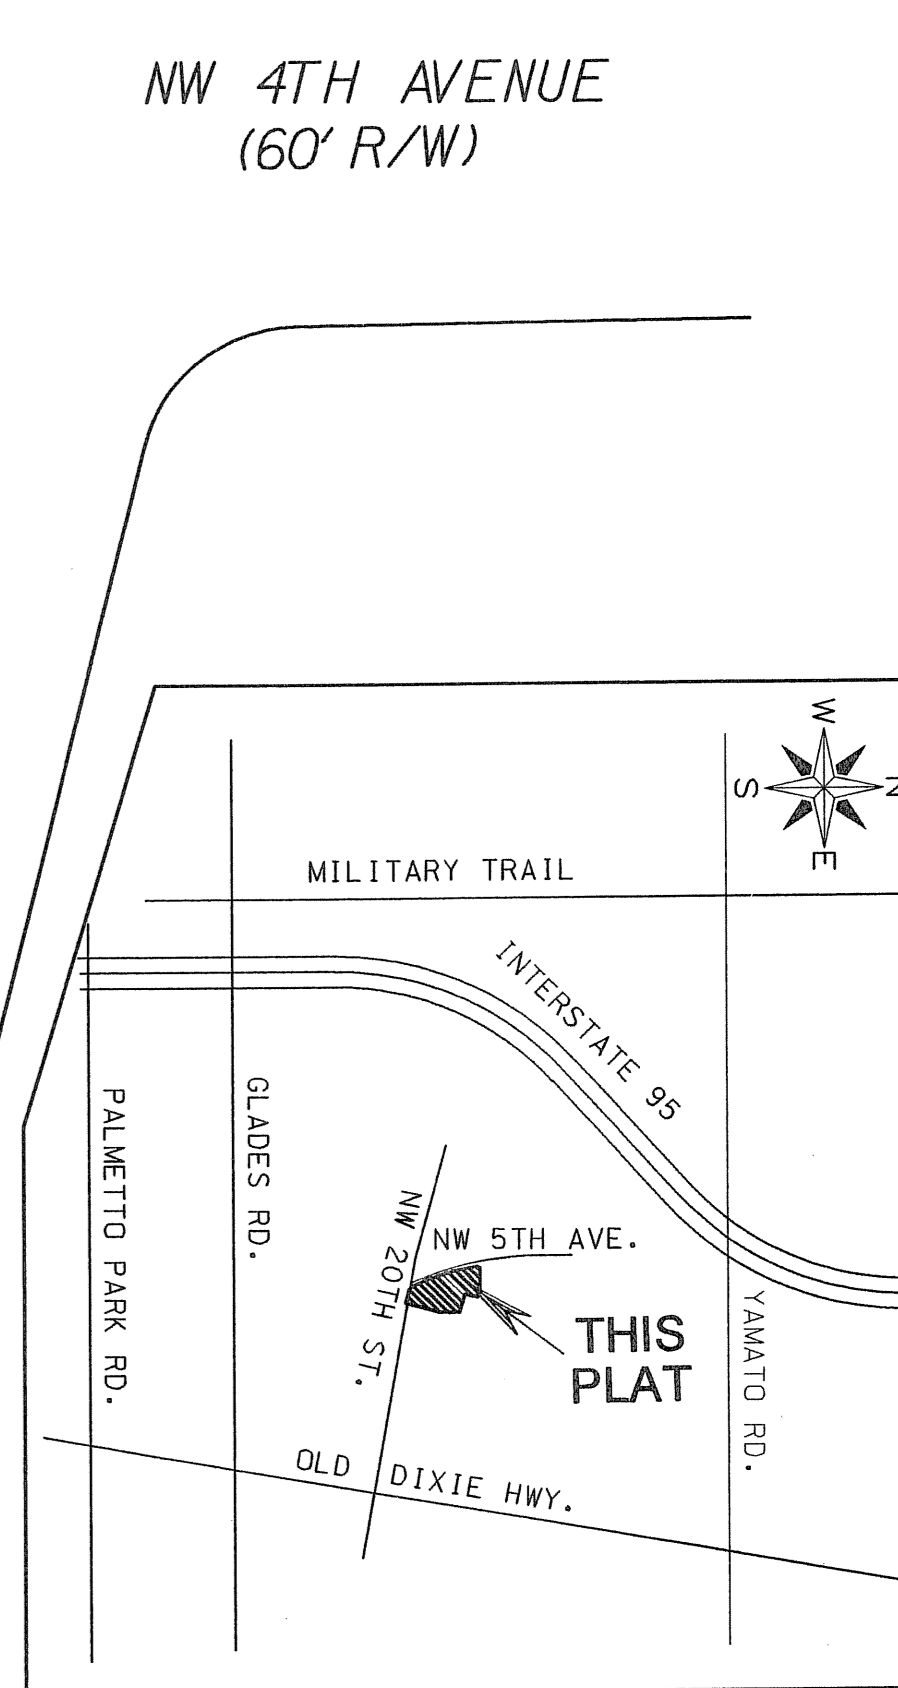 NW 4TH AVENUE
(60' R/W)
W
N
S
E
MILITARY TRAIL
INTERSTATE 95
PALMETTO PARK RD.
GLADES RD.
NW 20TH ST.
NW 5TH AVE.
THIS
PLAT
YAMATO RD.
OLD DIXIE HWY.